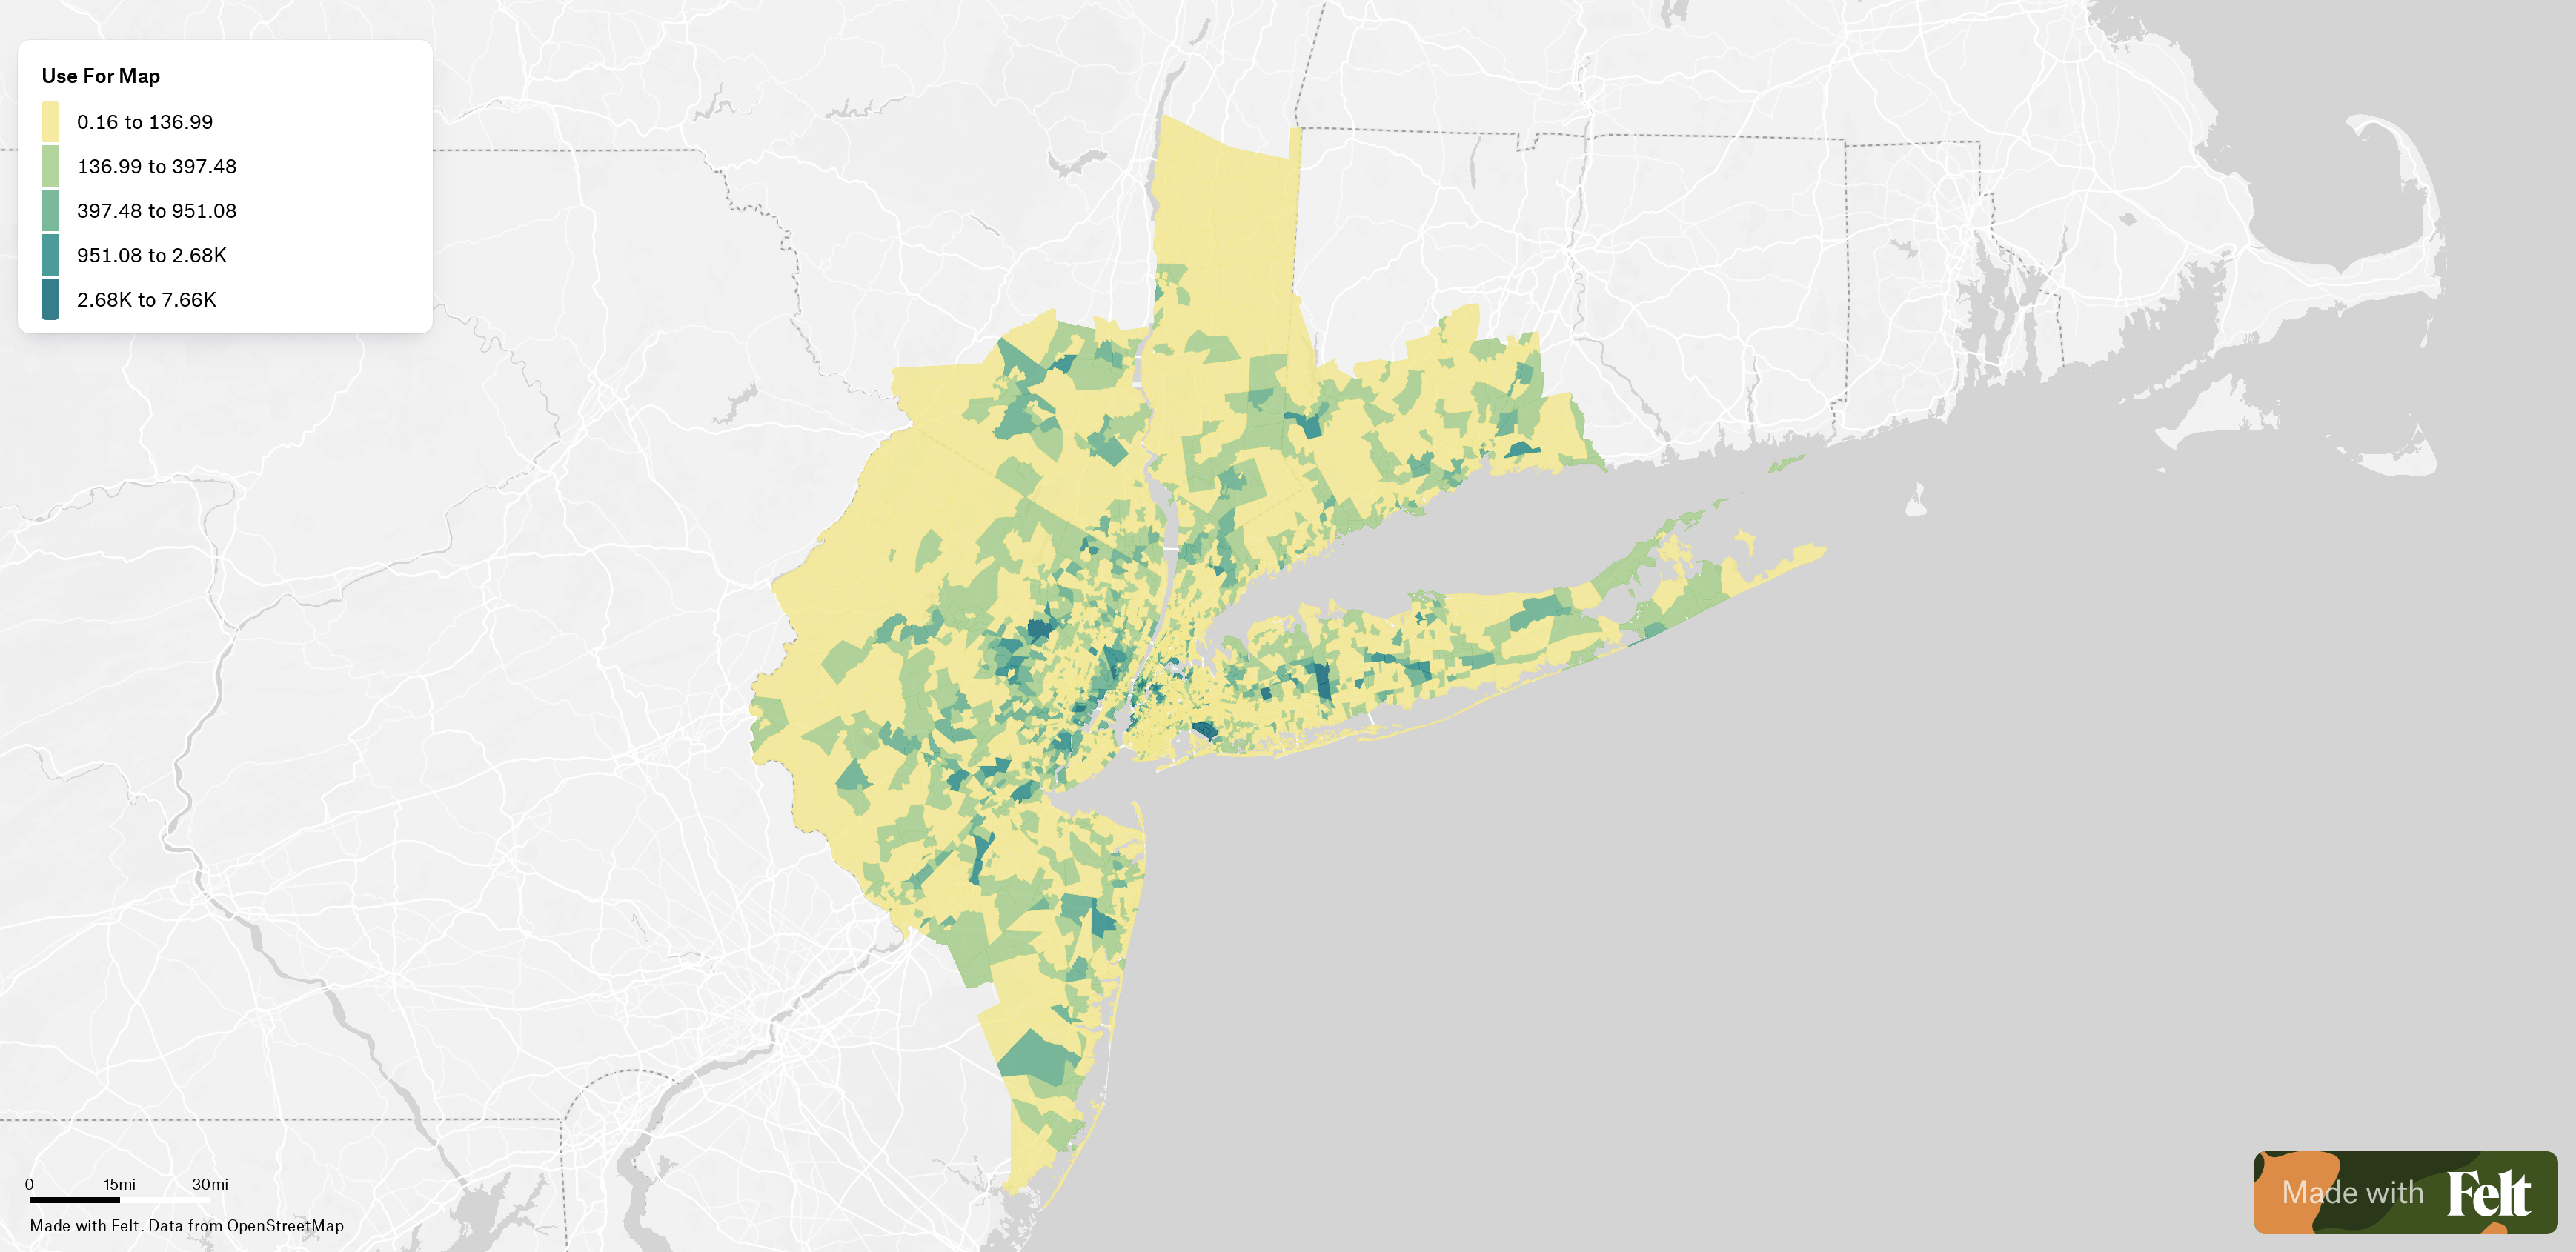 Use For Map
0.16 to 136.99
136.99 to 397.48
397.48 to 951.08
951.08 to 2.68K
2.68K to 7.66K
0 15mi 30mi
Made with Felt. Data from OpenStreetMap
Made with Felt